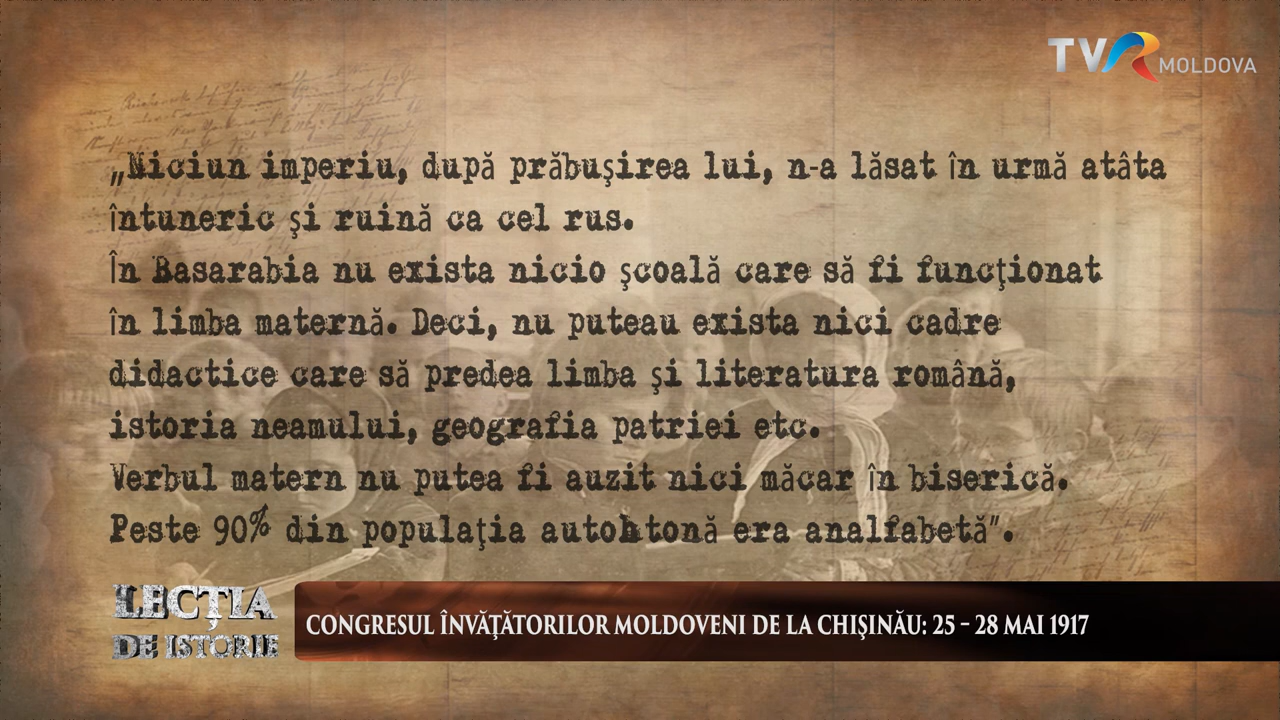 TVR MOLDOVA
„Niciun imperiu, după prăbuşirea lui, n-a lăsat în urmă atâta
întuneric şi ruină ca cel rus.
În Basarabia nu exista nicio şcoală care să fi funcţionat
în limba maternă. Deci, nu puteau exista nici cadre
didactice care să predea limba şi literatura română,
istoria neamului, geografia patriei etc.
Verbul matern nu putea fi auzit nici măcar în biserică.
Peste 90% din populaţia autohtonă era analfabetă”.
LECŢIA
DE ISTORIE
CONGRESUL ÎNVĂŢĂTORILOR MOLDOVENI DE LA CHIŞINĂU: 25 – 28 MAI 1917